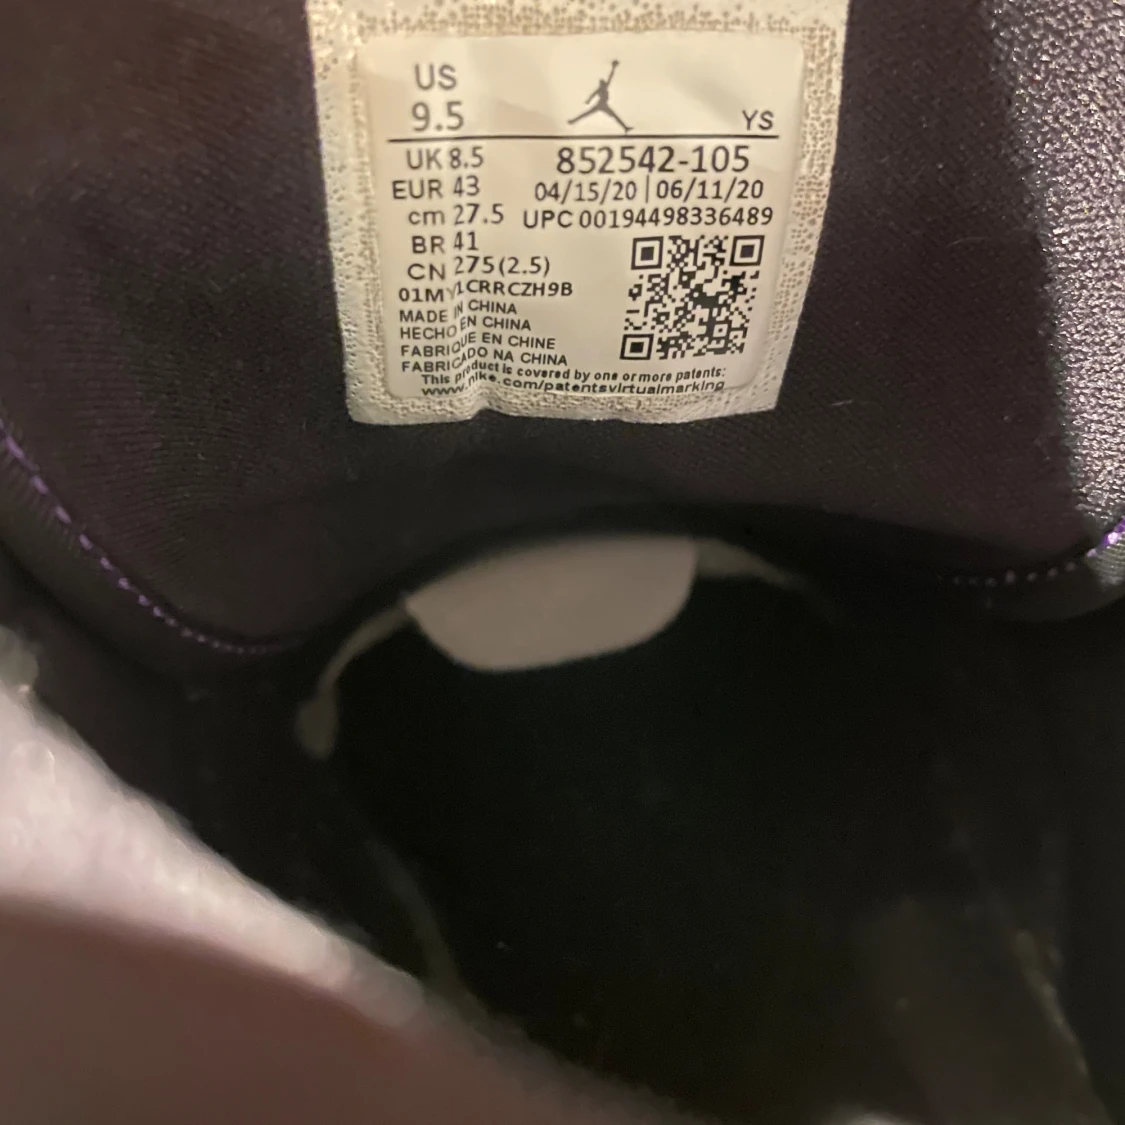 US
9.5
YS
UK 8.5
852542-105
EUR 43
04/15/20 | 06/11/20
cm 27.5
UPC 00194498336489
BR 41
CN 275(2.5)
01MY1CRRCZH9B
MADE IN CHINA
HECHO EN CHINA
FABRIQUE EN CHINE
FABRICADO NA CHINA
This product is covered by one or more patents:
www.nike.com/patentsvirtualmarking